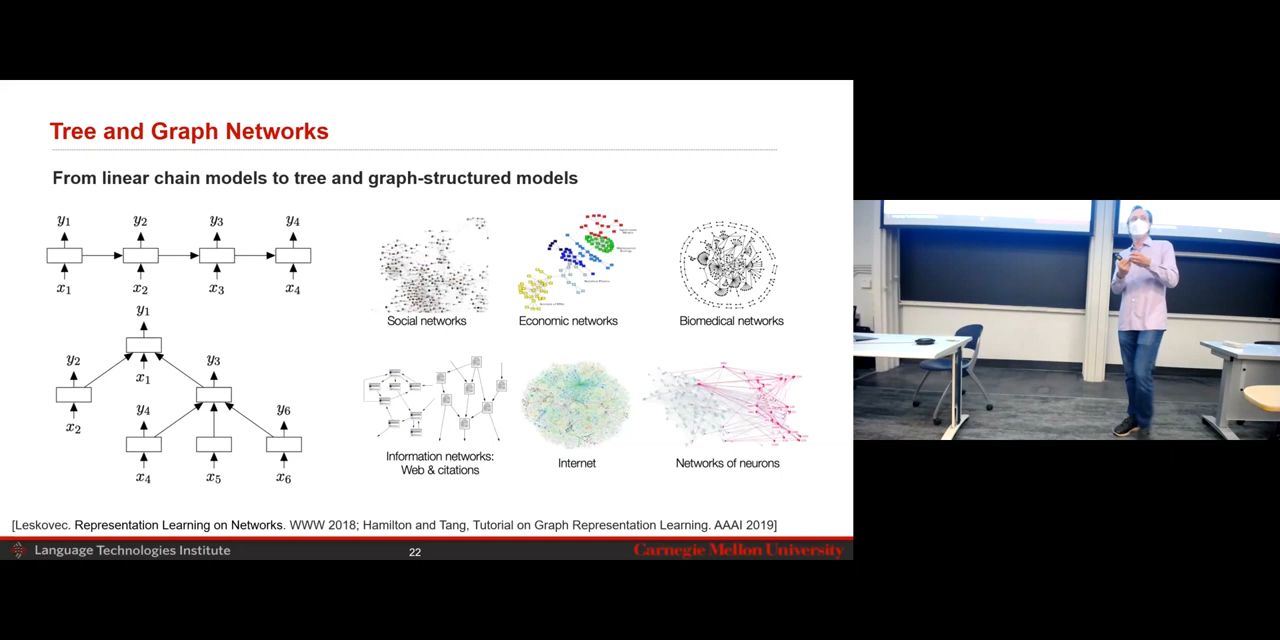 Tree and Graph Networks
From linear chain models to tree and graph-structured models
y1 y2 y3 y4
x1 x2 x3 x4
y1
y2 x1 y3
x2 y4 y6
x4 x5 x6
Social networks
Economic networks
Biomedical networks
Information networks:
Web & citations
Internet
Networks of neurons
[Leskovec. Representation Learning on Networks. WWW 2018; Hamilton and Tang, Tutorial on Graph Representation Learning. AAAI 2019]
Language Technologies Institute
22
Carnegie Mellon University